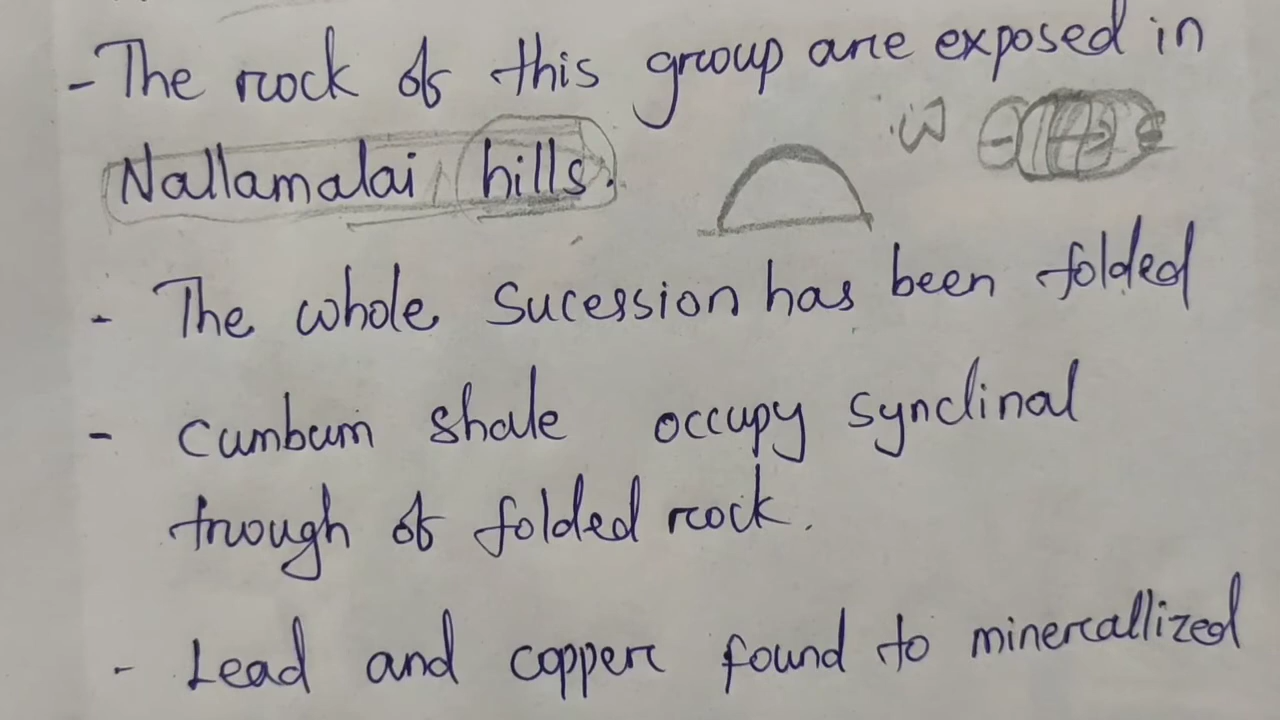 - The rock of this group are exposed in
Nallamalai hills.
- The whole Sucession has been folded
- Cumbum shale occupy synclinal
trough of folded rock.
- Lead and copper found to minerallized